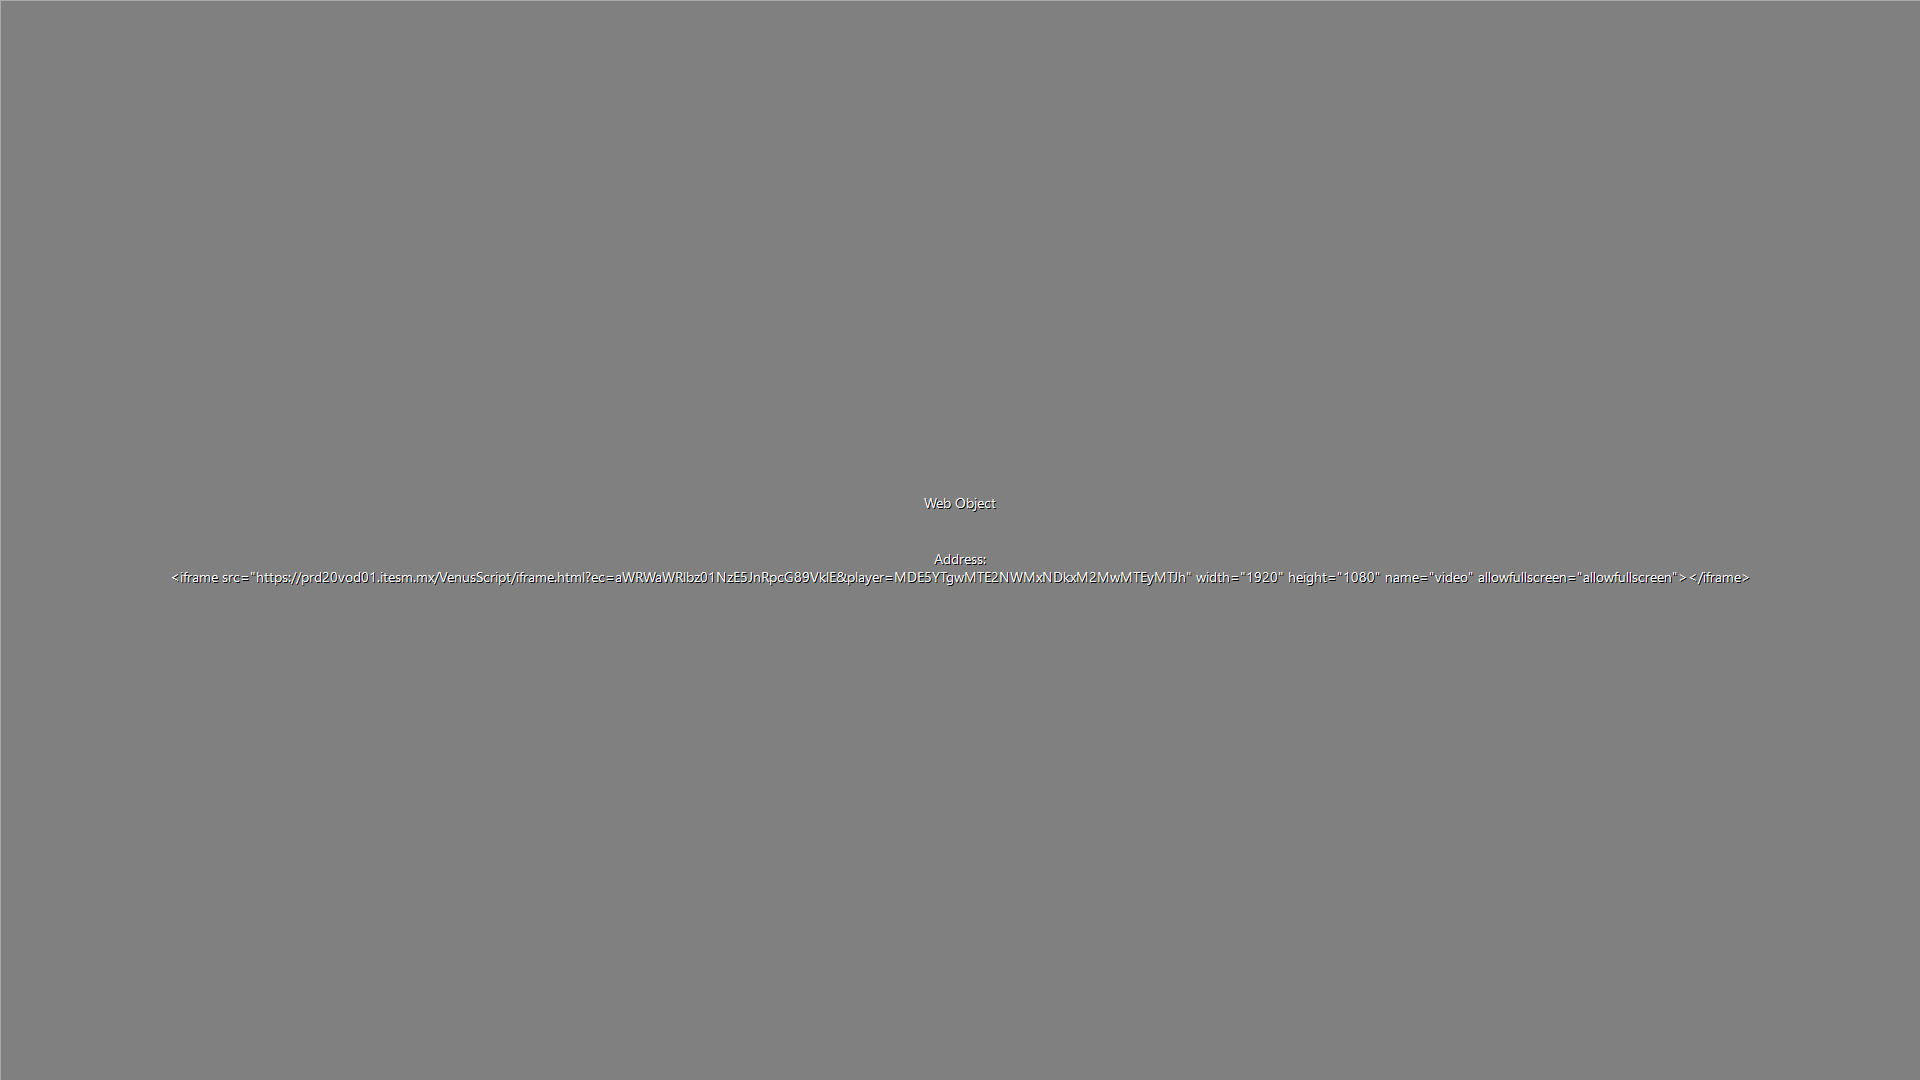 Web Object
Address:
<iframe src="https://prd20vod01.itesm.mx/VenusScript/iframe.html?ec=aWRWaWRlbz01NzE5JnRpcG89VklE&player=MDE5YTgwMTE2NWMxNDkxM2MwMTEyMTJh" width="1920" height="1080" name="video" allowfullscreen="allowfullscreen"></iframe>